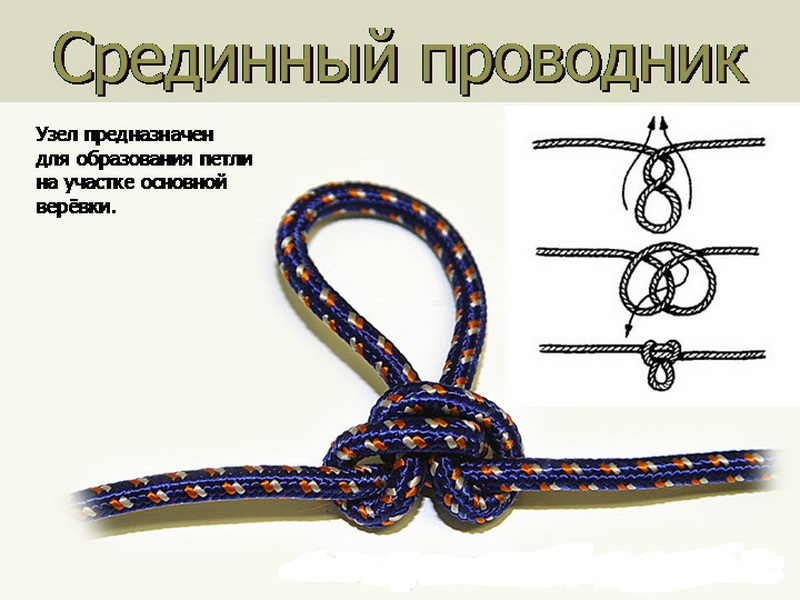 Срединный проводник
Узел предназначен
для образования петли
на участке основной
верёвки.